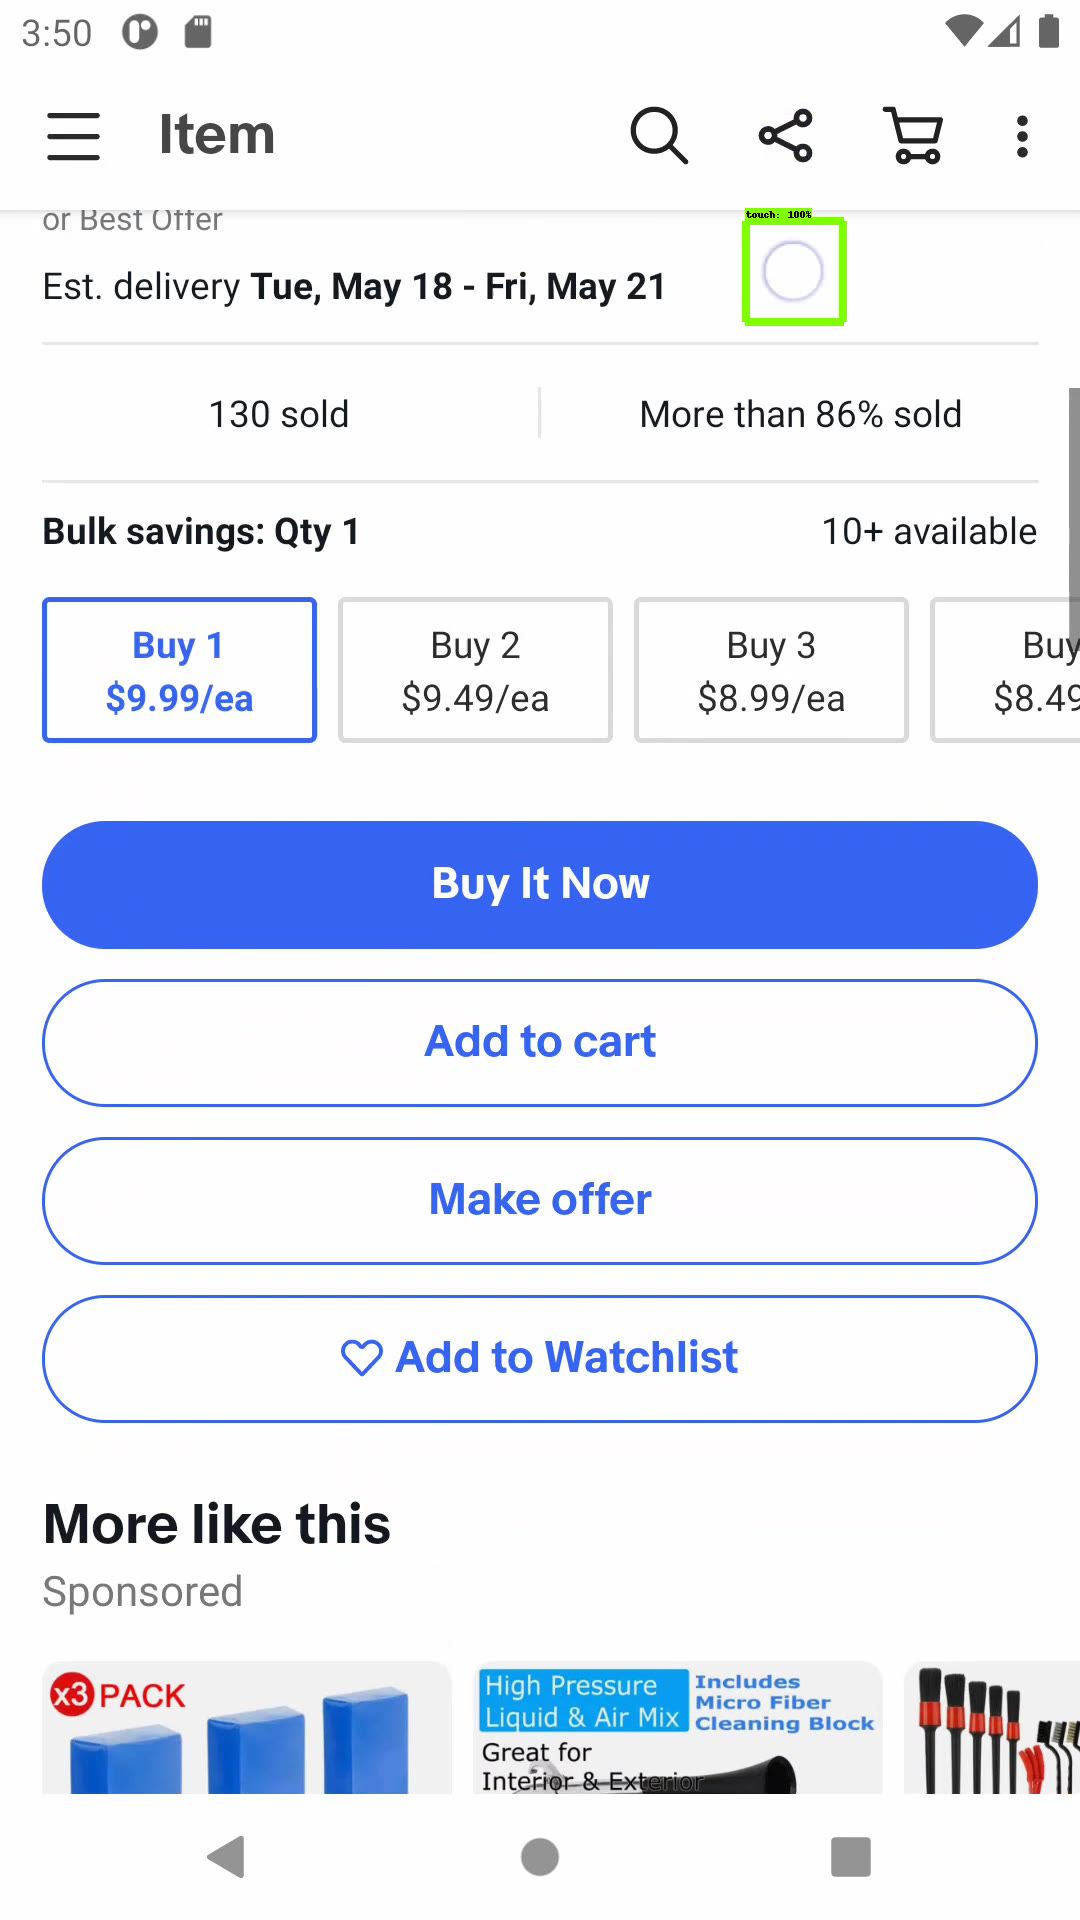 3:50
Item
or Best Offer
touch: 100%
Est. delivery Tue, May 18 - Fri, May 21
130 sold
More than 86% sold
Bulk savings: Qty 1
10+ available
Buy 1
$9.99/ea
Buy 2
$9.49/ea
Buy 3
$8.99/ea
Buy
$8.49
Buy It Now
Add to cart
Make offer
Add to Watchlist
More like this
Sponsored
x3 PACK
High Pressure
Liquid & Air Mix
Includes
Micro Fiber
Cleaning Block
Great for
Interior & Exterior